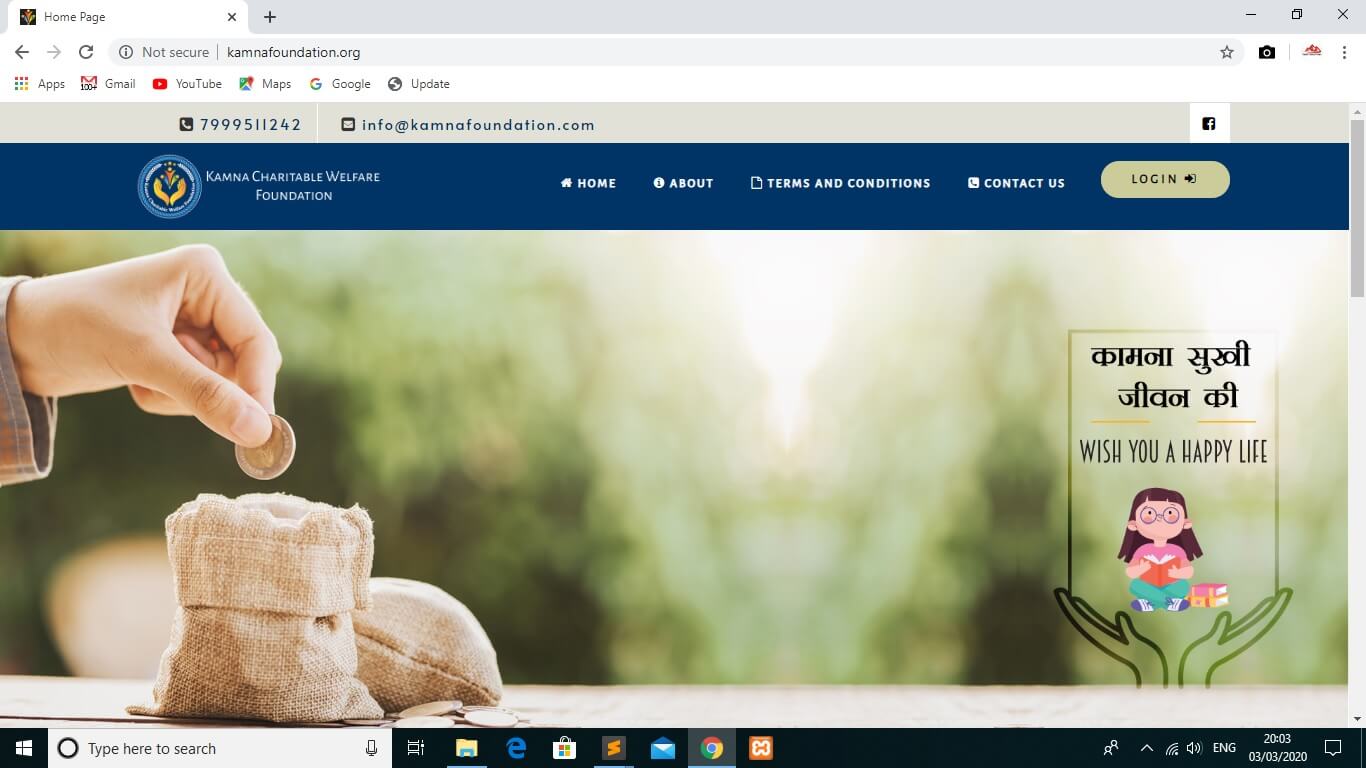 Home Page
Not secure
kamnafoundation.org
Apps
Gmail
YouTube
Maps
Google
Update
7999511242
info@kamnafoundation.com
KAMNA CHARITABLE WELFARE
FOUNDATION
HOME
ABOUT
TERMS AND CONDITIONS
CONTACT US
LOGIN
कामना सुखी
जीवन की
WISH YOU A HAPPY LIFE
Type here to search
ENG
20:03
03/03/2020